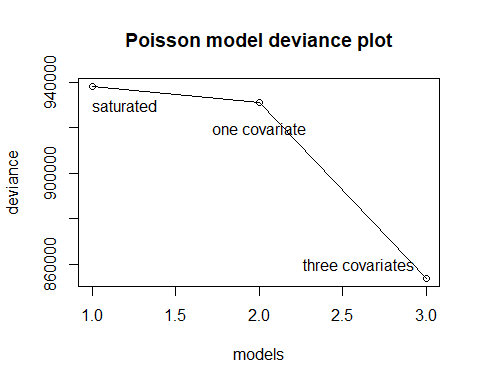 Poisson model deviance plot
940000
900000
860000
deviance
saturated
one covariate
three covariates
1.0 1.5 2.0 2.5 3.0
models